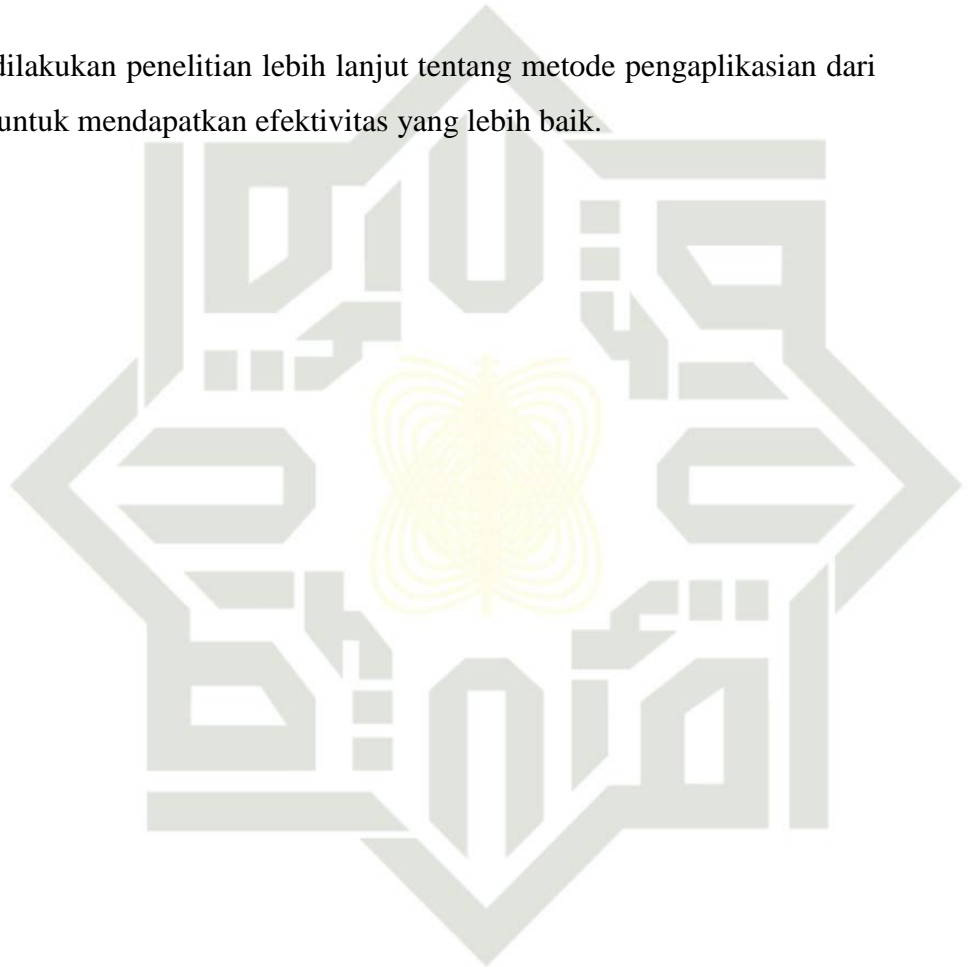 dilakukan penelitian lebih lanjut tentang metode pengaplikasian dari
untuk mendapatkan efektivitas yang lebih baik.